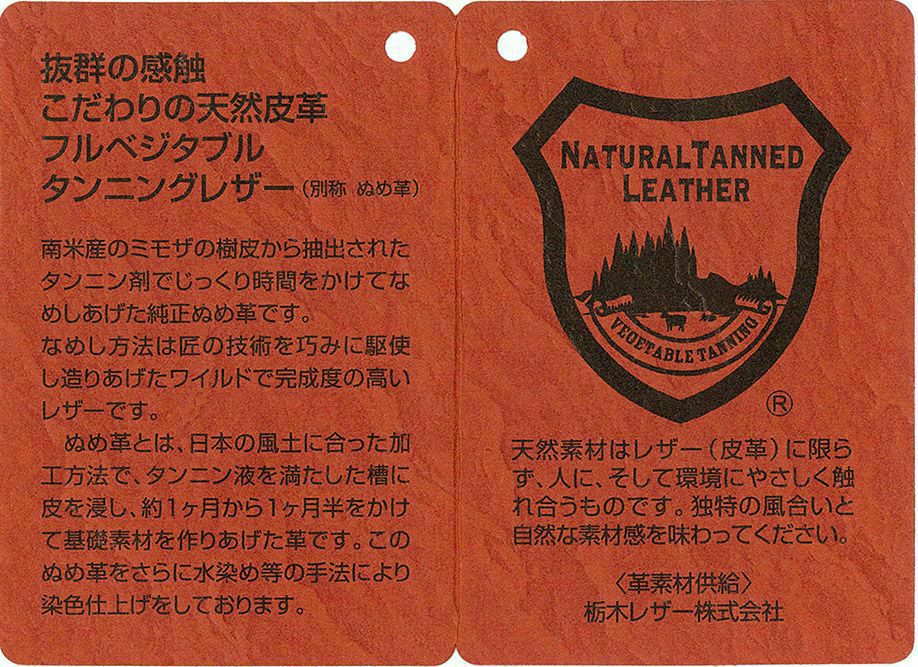 抜群の感触
こだわりの天然皮革
フルベジタブル
タンニングレザー(別称 ぬめ革)
南米産のミモザの樹皮から抽出された
タンニン剤でじっくり時間をかけてな
めしあげた純正ぬめ革です。
なめし方法は匠の技術を巧みに駆使
し造りあげたワイルドで完成度の高い
レザーです。
ぬめ革とは、日本の風土に合った加
工方法で、タンニン液を満たした槽に
皮を浸し、約1ヶ月から1ヶ月半をかけ
て基礎素材を作りあげた革です。この
ぬめ革をさらに水染め等の手法により
染色仕上げをしております。
NATURAL TANNED
LEATHER
VEGETABLE TANNING
®
天然素材はレザー(皮革)に限ら
ず、人に、そして環境にやさしく触
れ合うものです。独特の風合いと
自然な素材感を味わってください。
〈革素材供給〉
栃木レザー株式会社